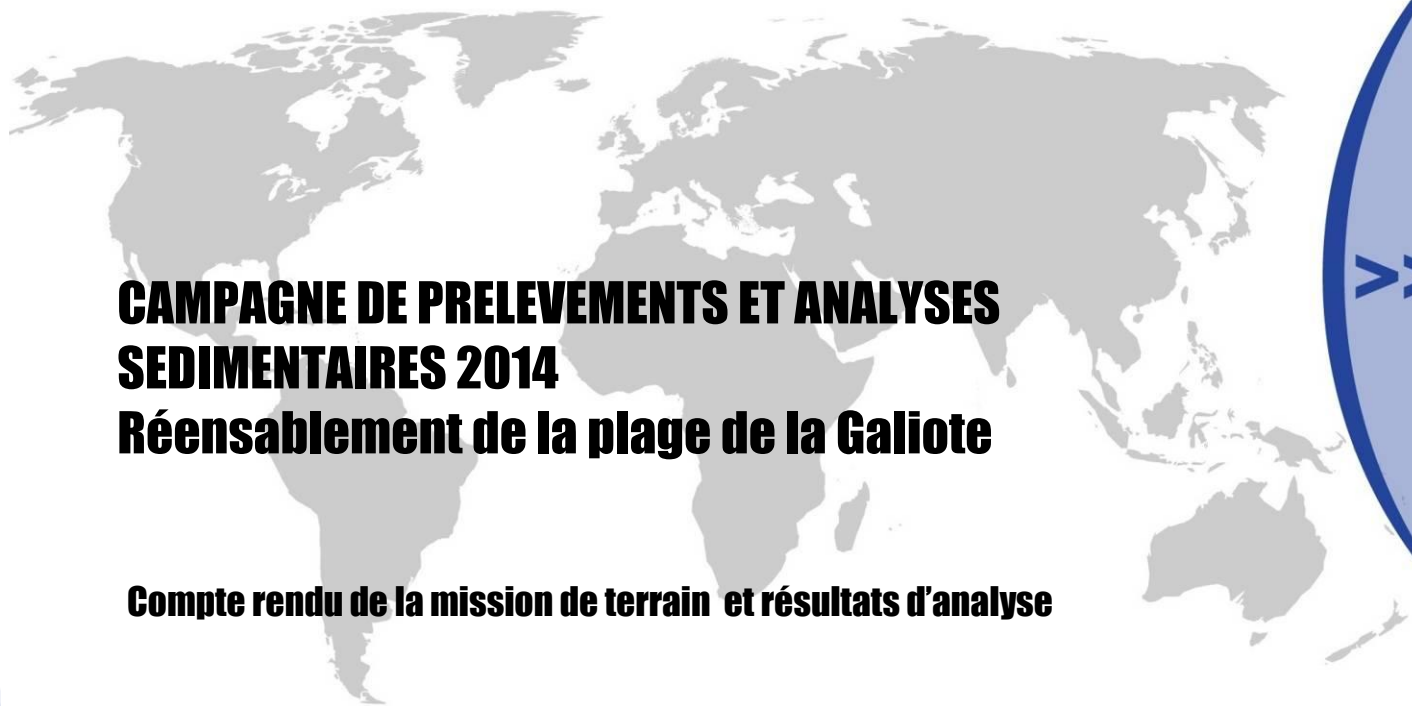 CAMPAGNE DE PRELEVEMENTS ET ANALYSES
SEDIMENTAIRES 2014
Réensablement de la plage de la Galiote
Compte rendu de la mission de terrain et résultats d'analyse